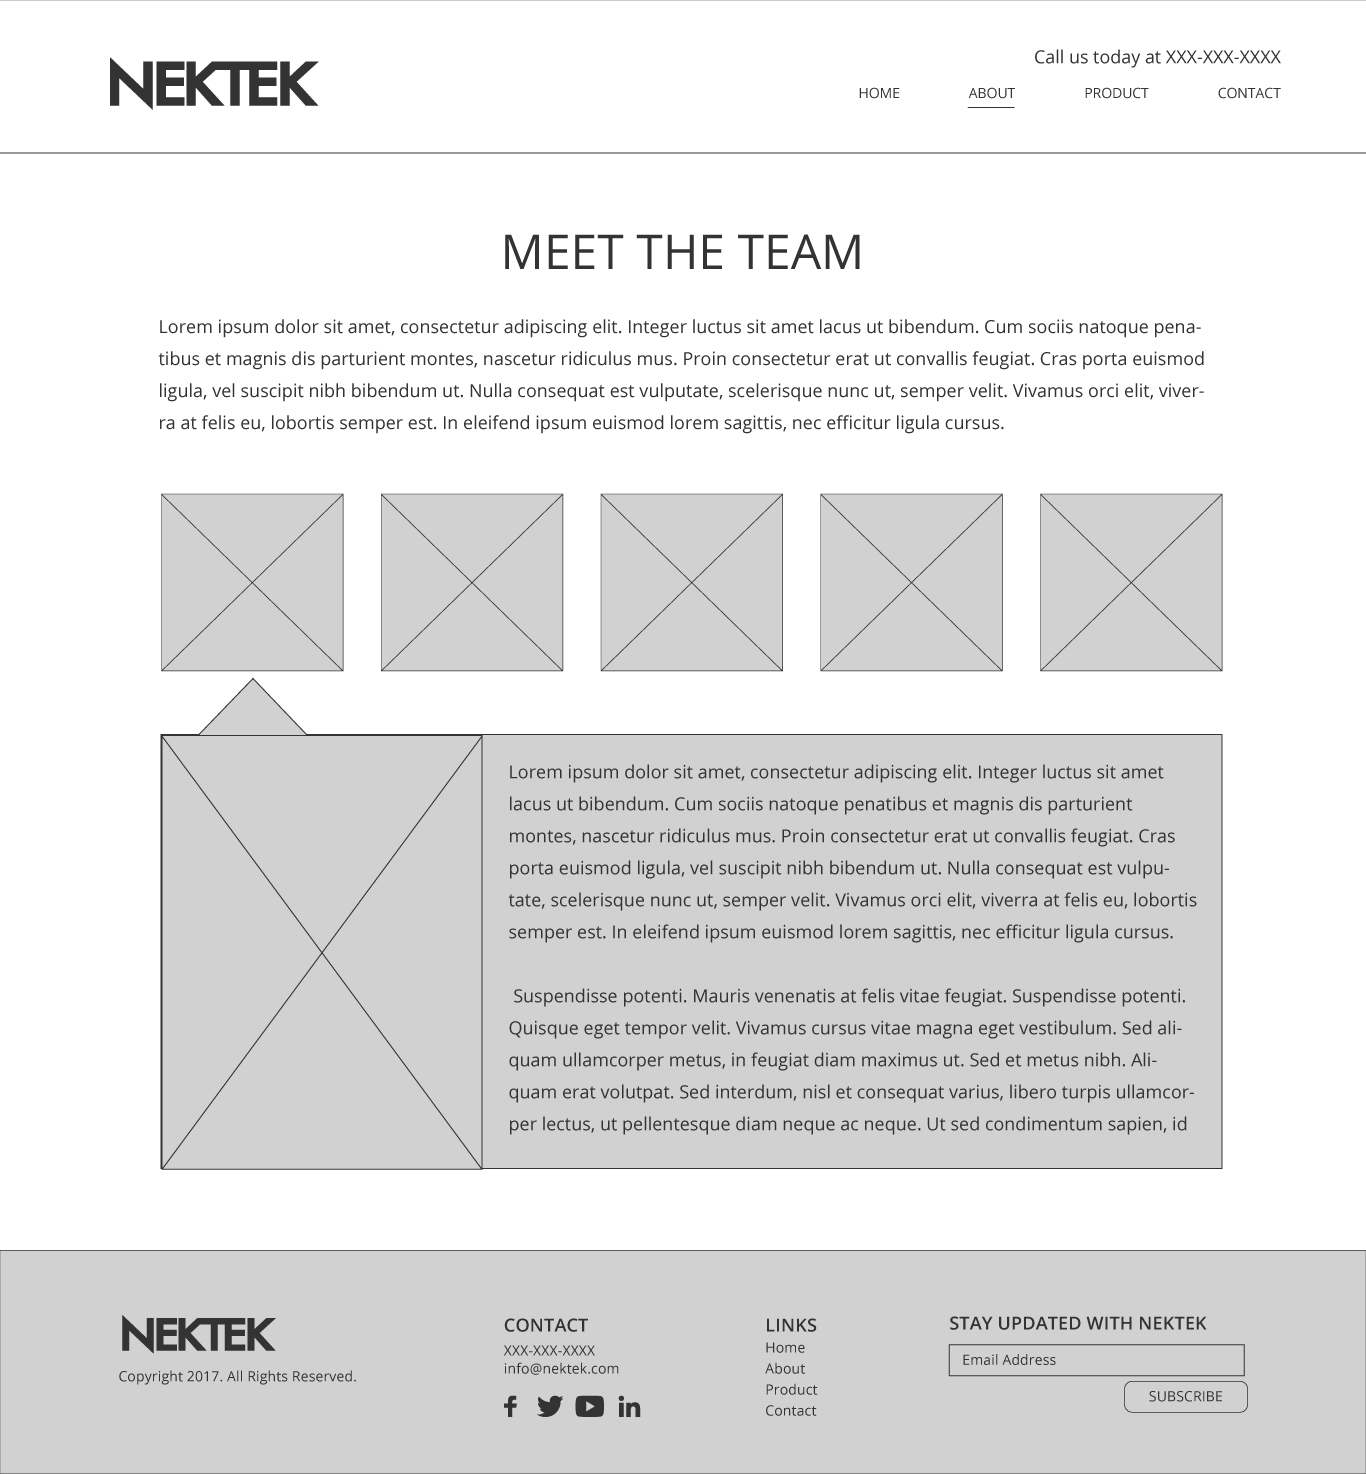 NEKTEK
Call us today at XXX-XXX-XXXX
HOME ABOUT PRODUCT CONTACT
MEET THE TEAM
Lorem ipsum dolor sit amet, consectetur adipiscing elit. Integer luctus sit amet lacus ut bibendum. Cum sociis natoque pena-
tibus et magnis dis parturient montes, nascetur ridiculus mus. Proin consectetur erat ut convallis feugiat. Cras porta euismod
ligula, vel suscipit nibh bibendum ut. Nulla consequat est vulputate, scelerisque nunc ut, semper velit. Vivamus orci elit, viver-
ra at felis eu, lobortis semper est. In eleifend ipsum euismod lorem sagittis, nec efficitur ligula cursus.
Lorem ipsum dolor sit amet, consectetur adipiscing elit. Integer luctus sit amet
lacus ut bibendum. Cum sociis natoque penatibus et magnis dis parturient
montes, nascetur ridiculus mus. Proin consectetur erat ut convallis feugiat. Cras
porta euismod ligula, vel suscipit nibh bibendum ut. Nulla consequat est vulpu-
tate, scelerisque nunc ut, semper velit. Vivamus orci elit, viverra at felis eu, lobortis
semper est. In eleifend ipsum euismod lorem sagittis, nec efficitur ligula cursus.
Suspendisse potenti. Mauris venenatis at felis vitae feugiat. Suspendisse potenti.
Quisque eget tempor velit. Vivamus cursus vitae magna eget vestibulum. Sed ali-
quam ullamcorper metus, in feugiat diam maximus ut. Sed et metus nibh. Ali-
quam erat volutpat. Sed interdum, nisl et consequat varius, libero turpis ullamcor-
per lectus, ut pellentesque diam neque ac neque. Ut sed condimentum sapien, id
NEKTEK
Copyright 2017. All Rights Reserved.
CONTACT
XXX-XXX-XXXX
info@nektek.com
LINKS
Home
About
Product
Contact
STAY UPDATED WITH NEKTEK
Email Address
SUBSCRIBE